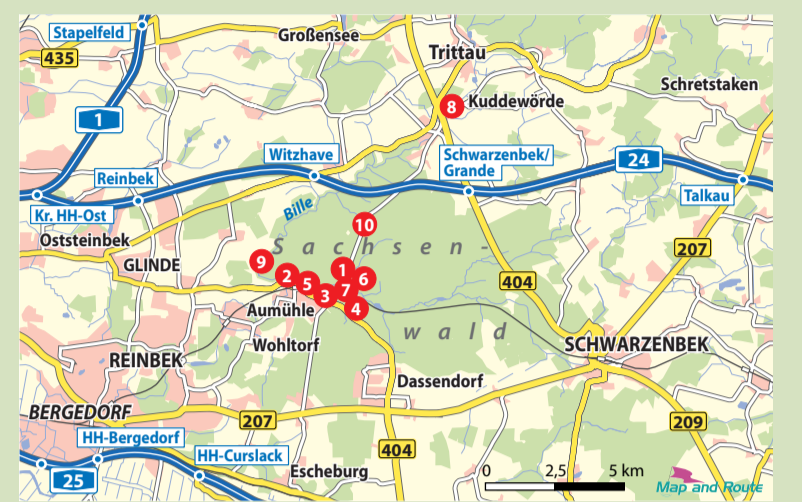 Stapelfeld
Großensee
Trittau
435
Schretstaken
8
Kuddewörde
1
Witzhave
Schwarzenbek/
Grande
24
Reinbek
Talkau
Kr. HH-Ost
Bille
10
Oststeinbek
Sachsen-
207
GLINDE
9
2
1
6
5
7
3
4
404
Aumühle
wald
Wohltorf
SCHWARZENBEK
REINBEK
Dassendorf
BERGEDORF
207
209
HH-Bergedorf
404
HH-Curslack
25
Escheburg
0 2,5 5 km
Map and Route